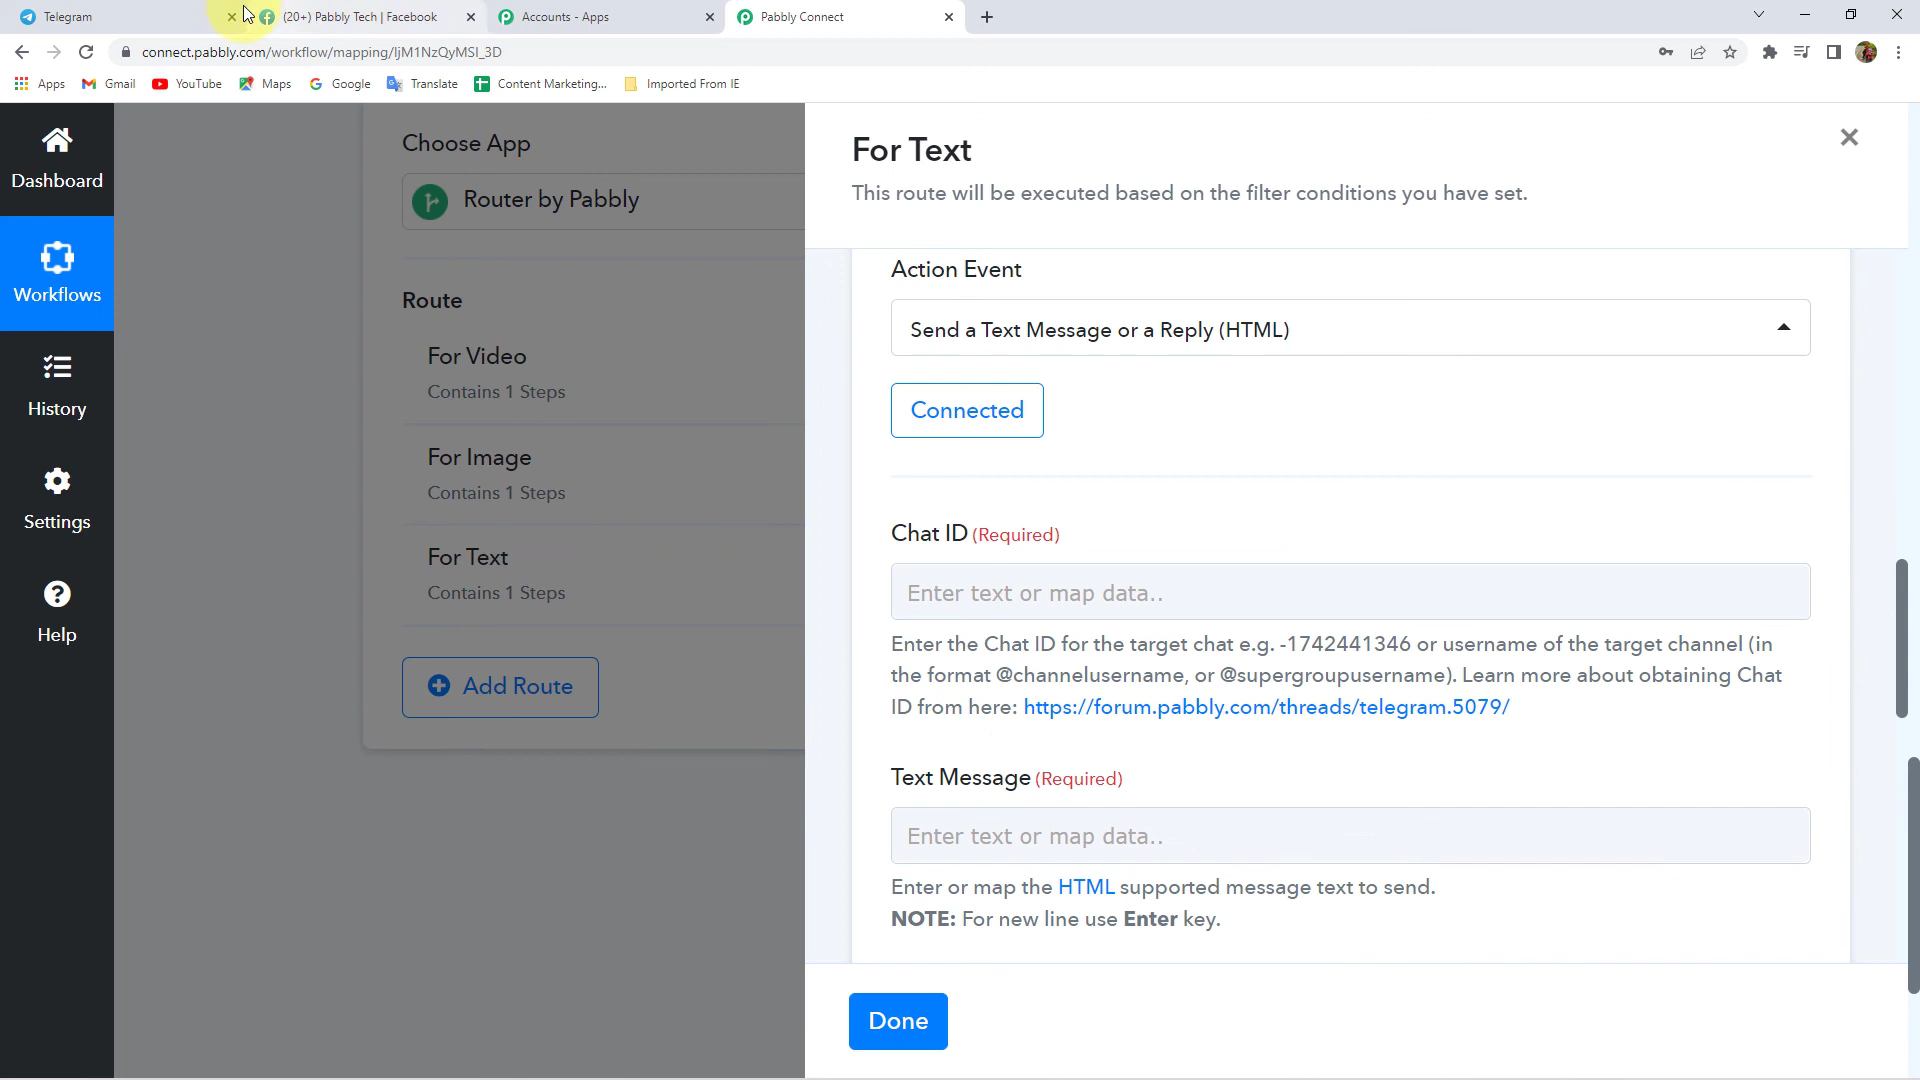 Telegram
(20+) Pabbly Tech | Facebook
Accounts - Apps
Pabbly Connect
connect.pabbly.com/workflow/mapping/IjM1NzQyMSI_3D
Apps
Gmail
YouTube
Maps
Google
Translate
Content Marketing...
Imported From IE
Dashboard
Workflows
History
Settings
Help
Choose App
Router by Pabbly
Route
For Video
Contains 1 Steps
For Image
Contains 1 Steps
For Text
Contains 1 Steps
Add Route
For Text
This route will be executed based on the filter conditions you have set.
Action Event
Send a Text Message or a Reply (HTML)
Connected
Chat ID (Required)
Enter text or map data..
Enter the Chat ID for the target chat e.g. -1742441346 or username of the target channel (in
the format @channelusername, or @supergroupusername). Learn more about obtaining Chat
ID from here: https://forum.pabbly.com/threads/telegram.5079/
Text Message (Required)
Enter text or map data..
Enter or map the HTML supported message text to send.
NOTE: For new line use Enter key.
Done